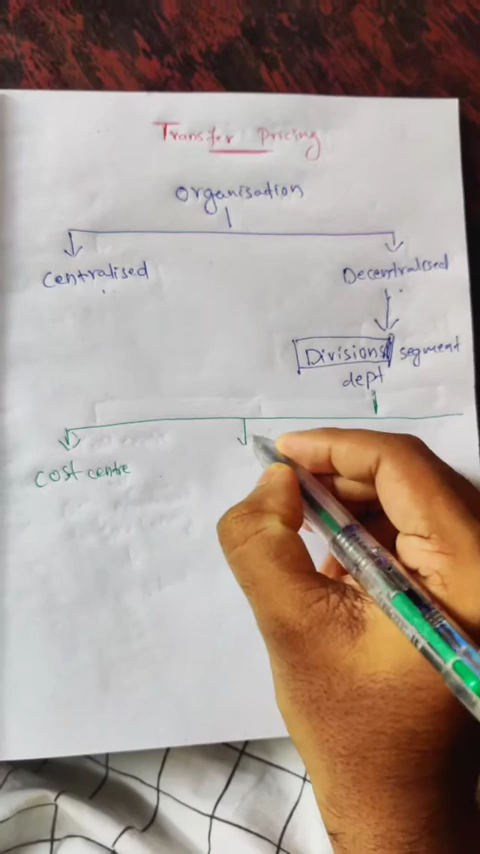 Transfer Pricing
Organisation
Centralised
Decentralised
Divisions segment
dept
cost centre